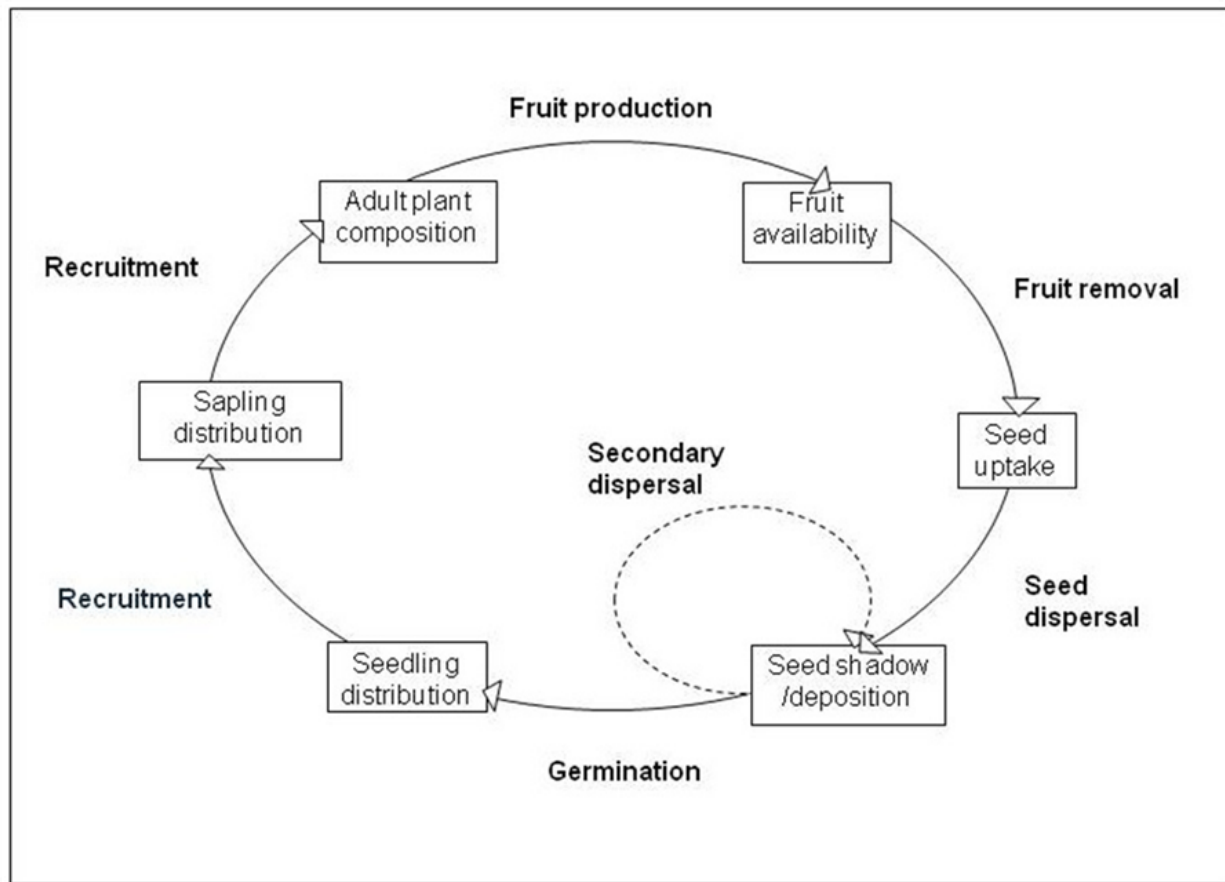 Fruit production
Adult plant
composition
Fruit
availability
Recruitment
Fruit removal
Sapling
distribution
Seed
uptake
Secondary
dispersal
Recruitment
Seed
dispersal
Seedling
distribution
Seed shadow
/deposition
Germination